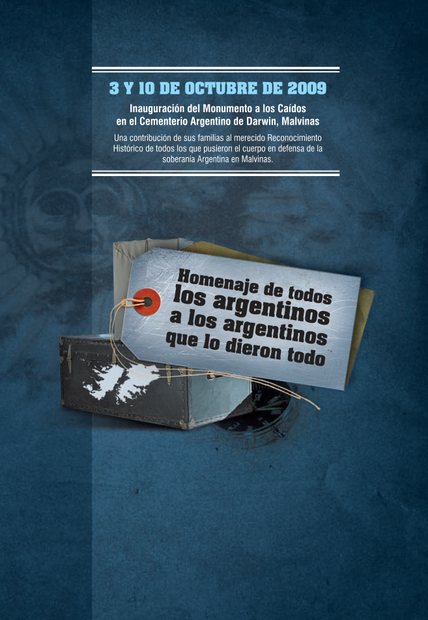 3 Y 10 DE OCTUBRE DE 2009
Inauguración del Monumento a los Caídos
en el Cementerio Argentino de Darwin, Malvinas
Una contribución de sus familias al merecido Reconocimiento
Histórico de todos los que pusieron el cuerpo en defensa de la
soberanía Argentina en Malvinas.
Homenaje de todos
los argentinos
a los argentinos
que lo dieron todo